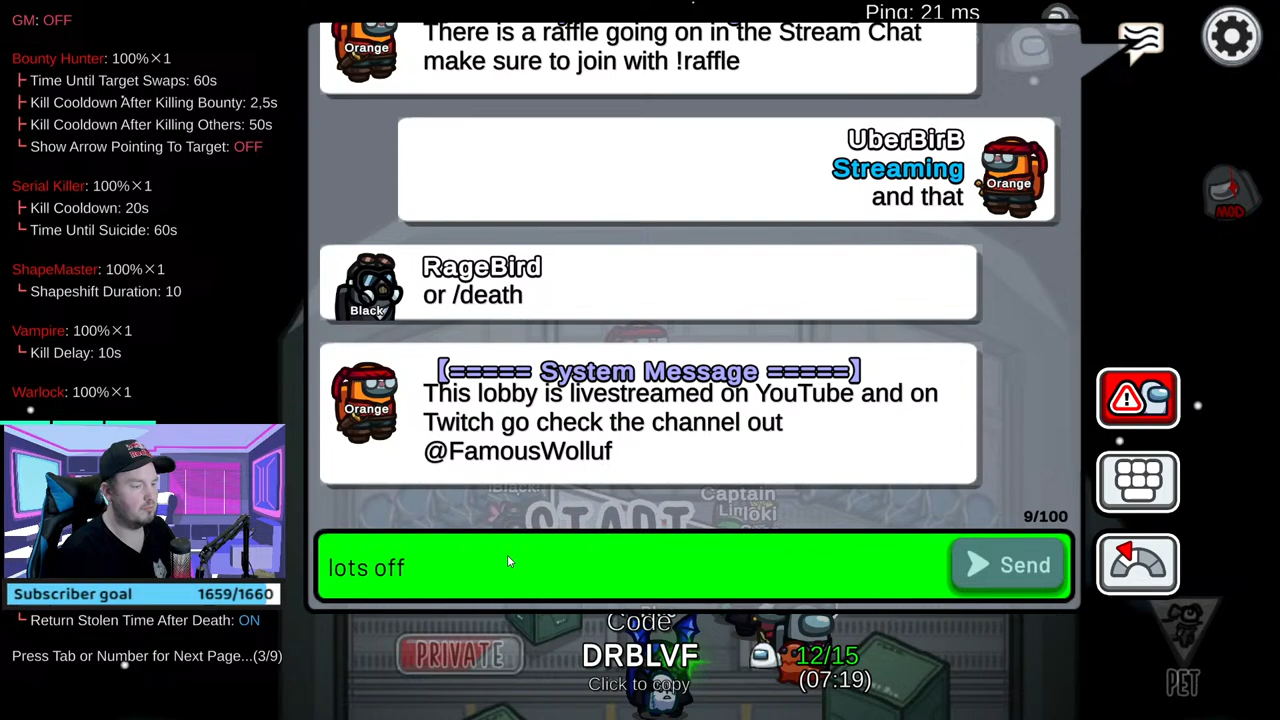 GM: OFF
Bounty Hunter: 100%×1
Time Until Target Swaps: 60s
Kill Cooldown After Killing Bounty: 2,5s
Kill Cooldown After Killing Others: 50s
Show Arrow Pointing To Target: OFF
Serial Killer: 100%×1
Kill Cooldown: 20s
Time Until Suicide: 60s
ShapeMaster: 100%×1
Shapeshift Duration: 10
Vampire: 100%×1
Kill Delay: 10s
Warlock: 100%×1
Subscriber goal 1659/1660
Return Stolen Time After Death: ON
Press Tab or Number for Next Page...(3/9)
Ping: 21 ms
Orange
There is a raffle going on in the Stream Chat
make sure to join with !raffle
UberBirB
Streaming
and that
Orange
RageBird
or /death
Black
【===== System Message =====】
This lobby is livestreamed on YouTube and on
Twitch go check the channel out
@FamousWolluf
Orange
Captain
loki
START
9/100
lots off
Send
Code
DRBLVF
Click to copy
PRIVATE
12/15
(07:19)
MOD
PET